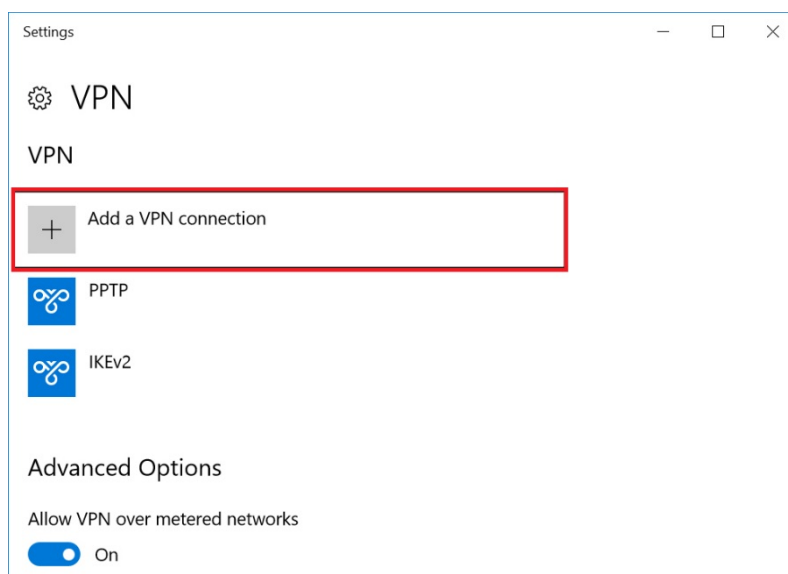 Settings
VPN
VPN
Add a VPN connection
PPTP
IKEv2
Advanced Options
Allow VPN over metered networks
On